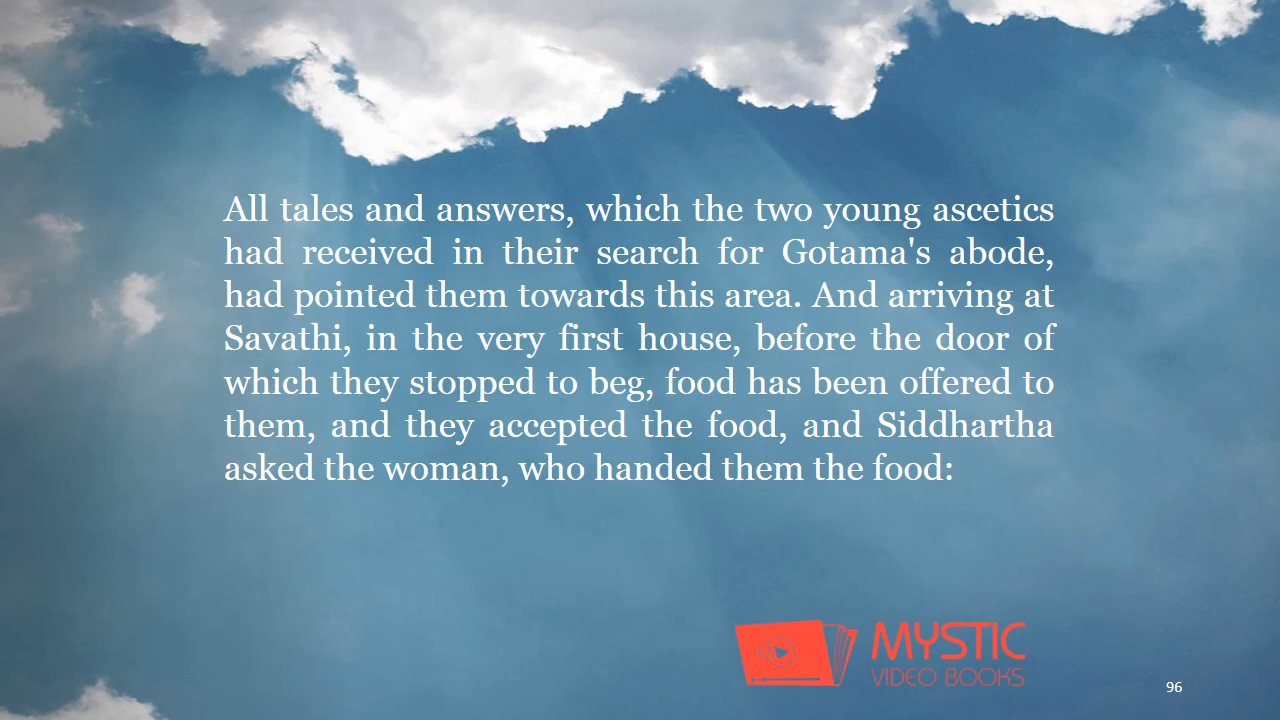 All tales and answers, which the two young ascetics
had received in their search for Gotama's abode,
had pointed them towards this area. And arriving at
Savathi, in the very first house, before the door of
which they stopped to beg, food has been offered to
them, and they accepted the food, and Siddhartha
asked the woman, who handed them the food:
MYSTIC
VIDEO BOOKS
96